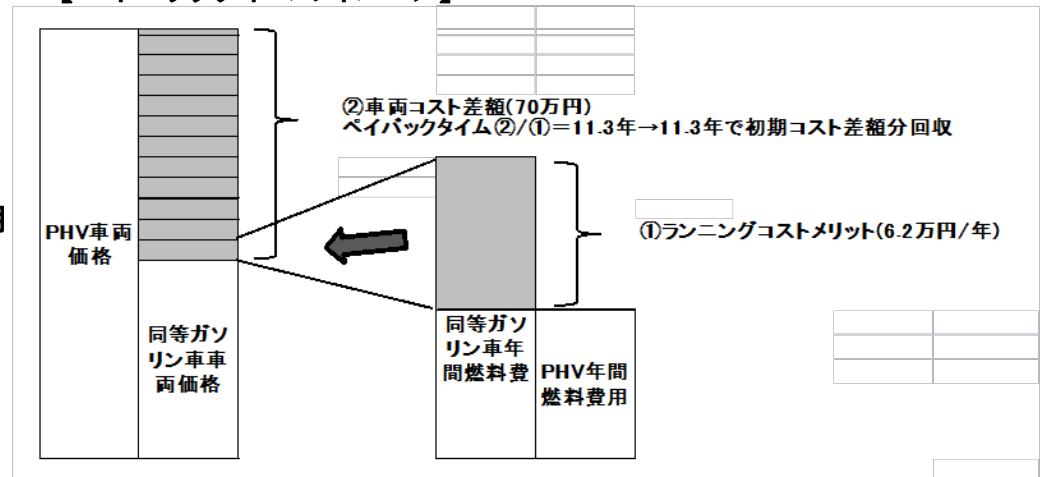 ②車両コスト差額(70万円)
ペイバックタイム②/①＝11.3年→11.3年で初期コスト差額分回収
PHV車両
価格
①ランニングコストメリット(6.2万円/年)
同等ガソ
リン車車
両価格
同等ガソ
リン車年
間燃料費
PHV年間
燃料費用